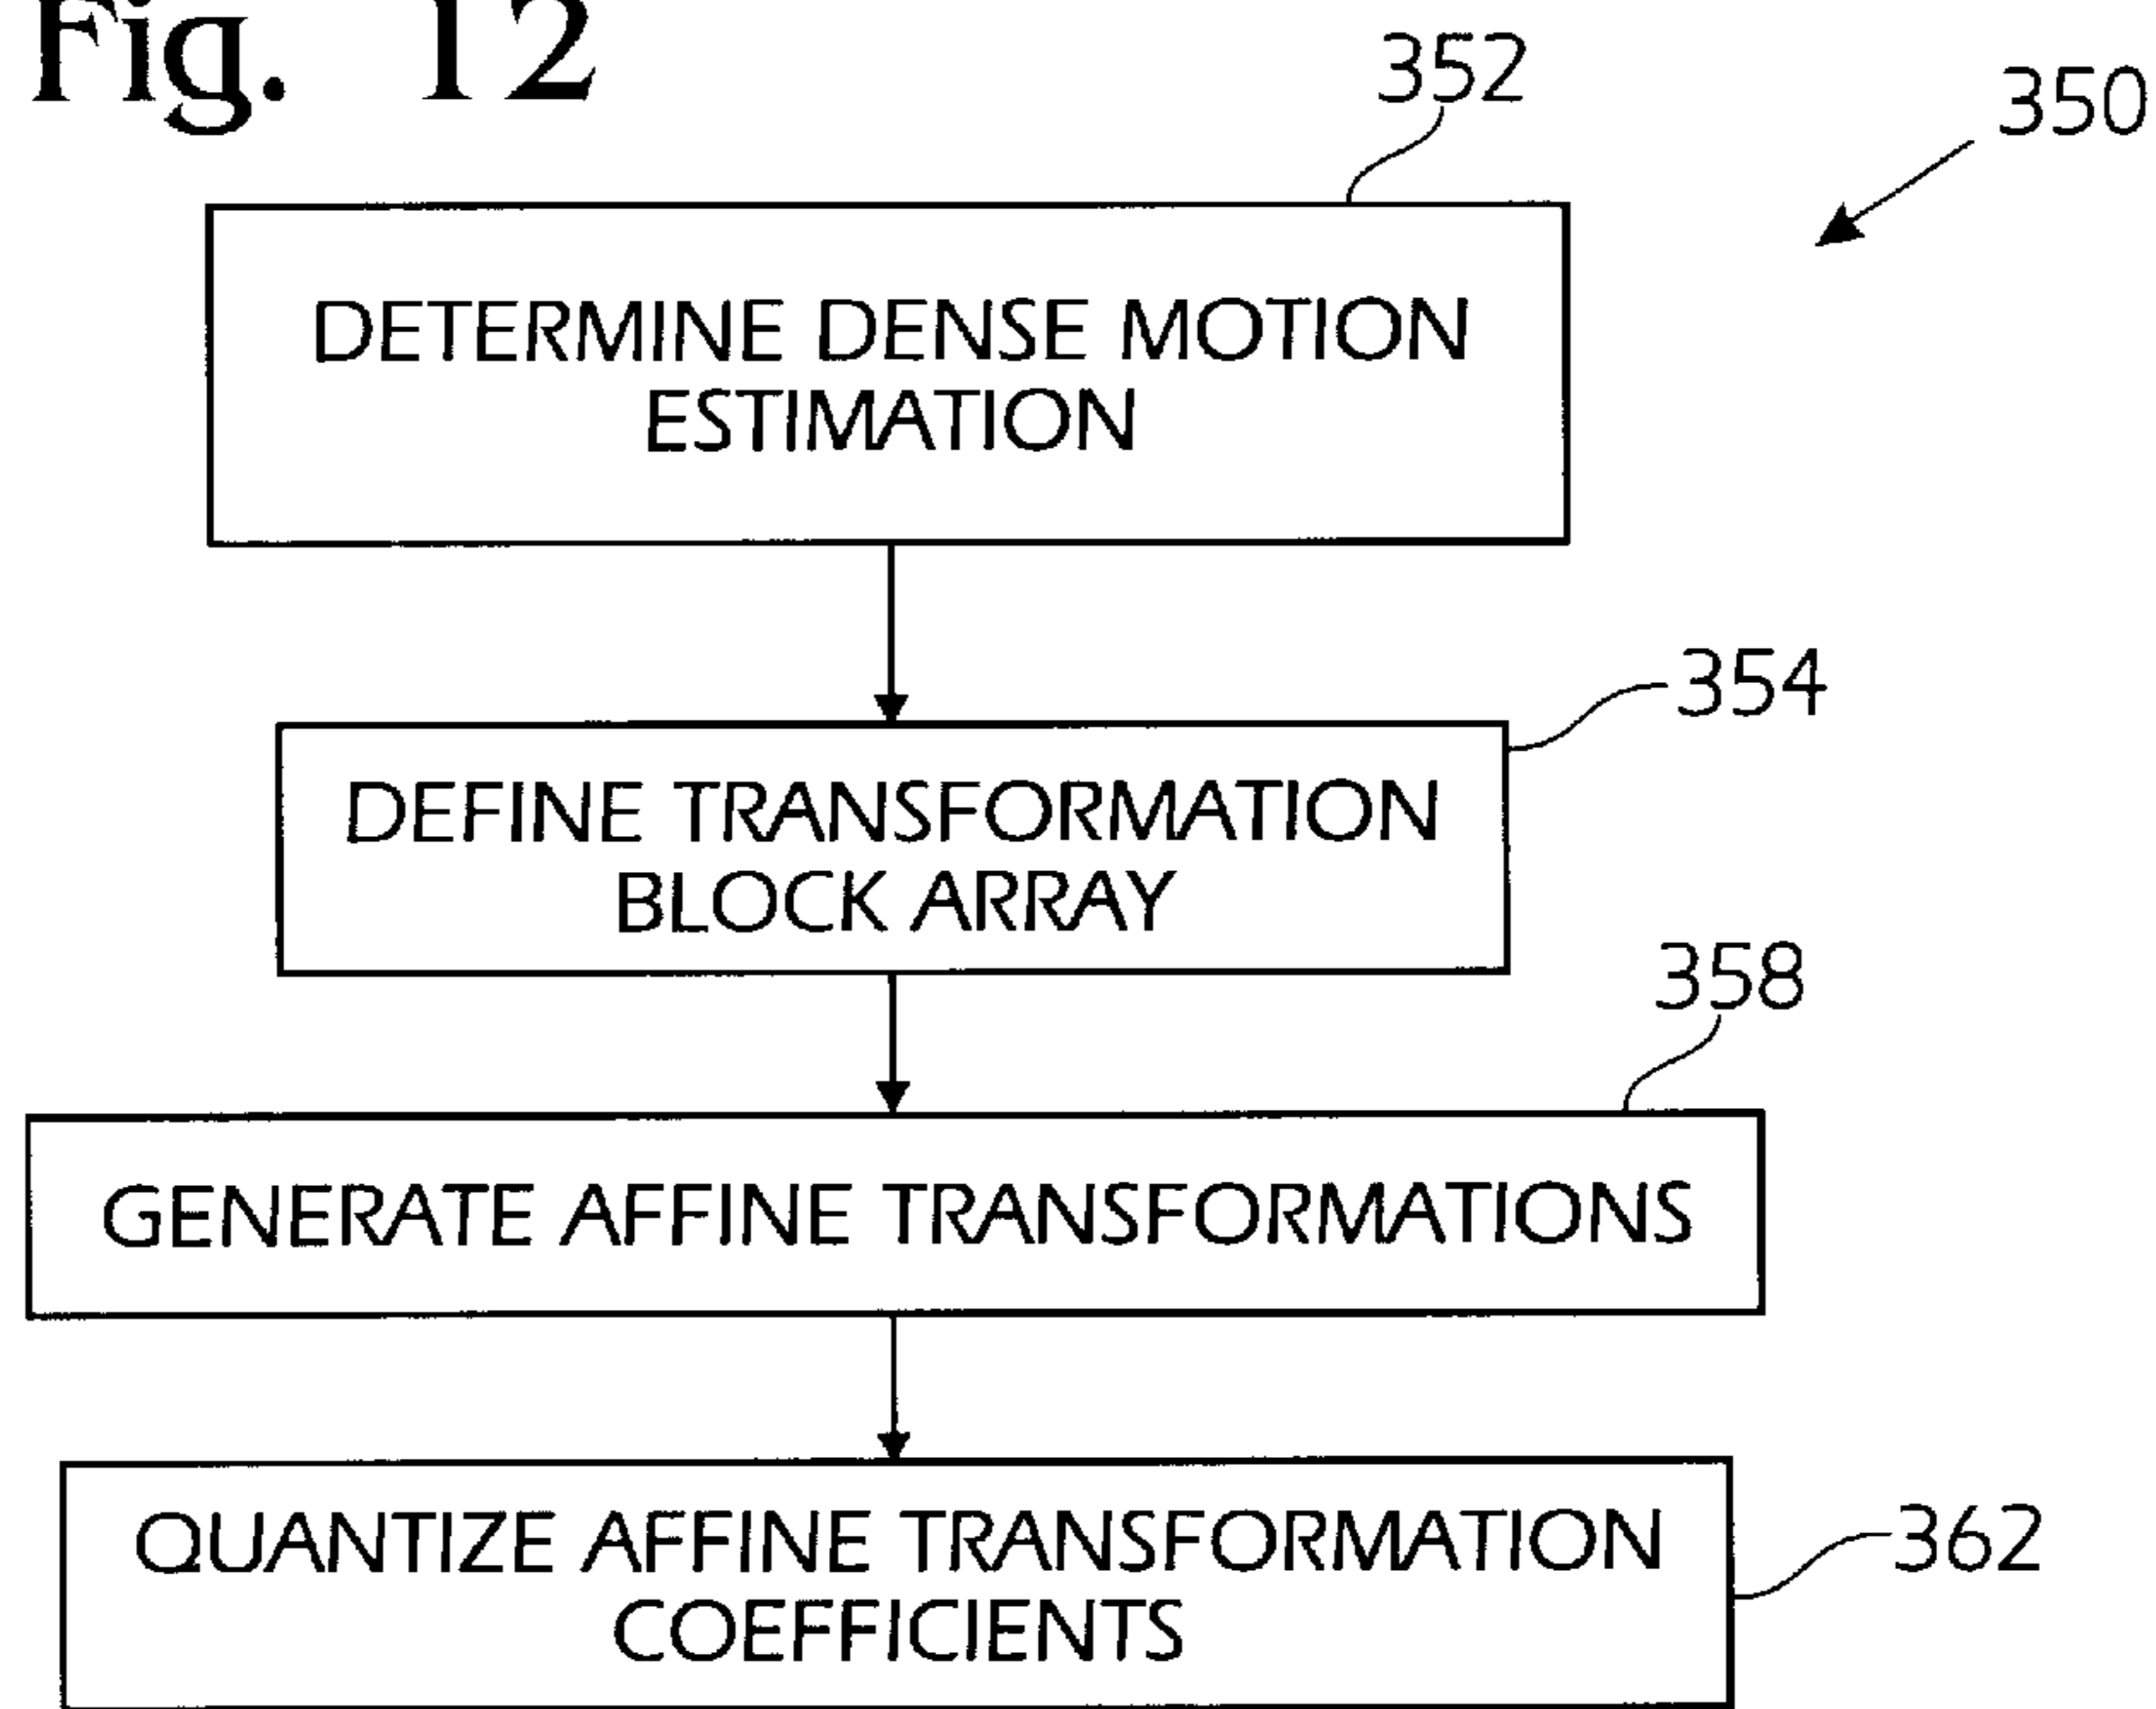 Fig. 12
352
350
DETERMINE DENSE MOTION
ESTIMATION
354
DEFINE TRANSFORMATION
BLOCK ARRAY
358
GENERATE AFFINE TRANSFORMATIONS
QUANTIZE AFFINE TRANSFORMATION
362
COEFFICIENTS